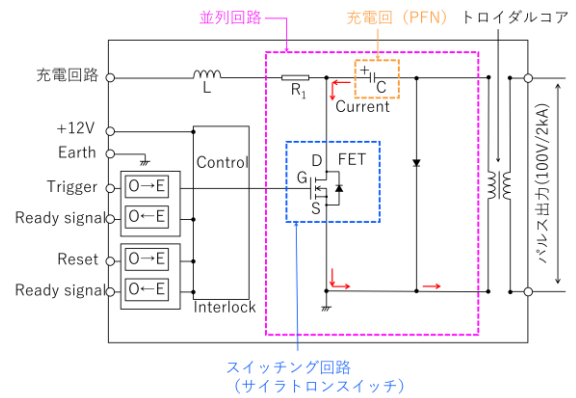 並列回路
充電回（PFN）
トロイダルコア
充電回路
L
R1
+
C
Current
+12V
Earth
Control
D
FET
G
S
Trigger
O→E
Ready signal
O←E
Reset
O→E
Ready signal
O←E
Interlock
パルス出力(100V/2kA)
スイッチング回路
（サイラトロンスイッチ）